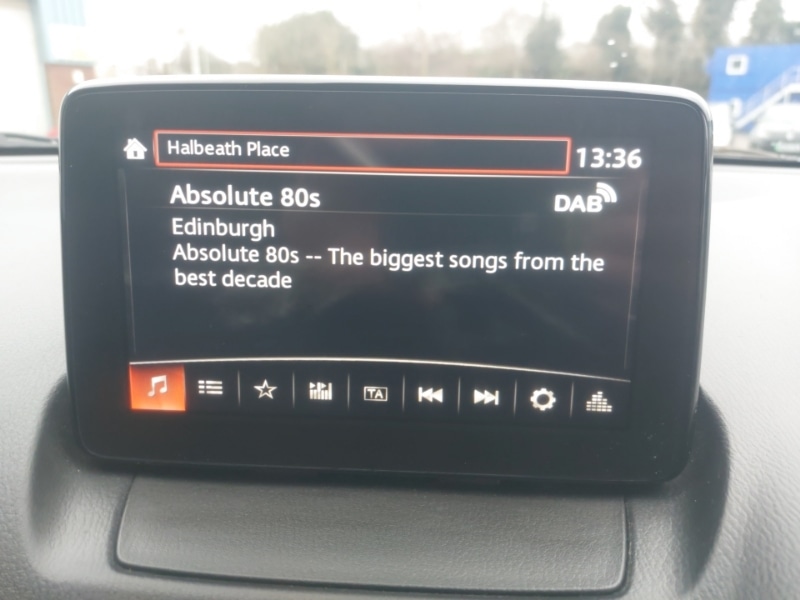 Halbeath Place
13:36
Absolute 80s
DAB
Edinburgh
Absolute 80s -- The biggest songs from the
best decade
TA